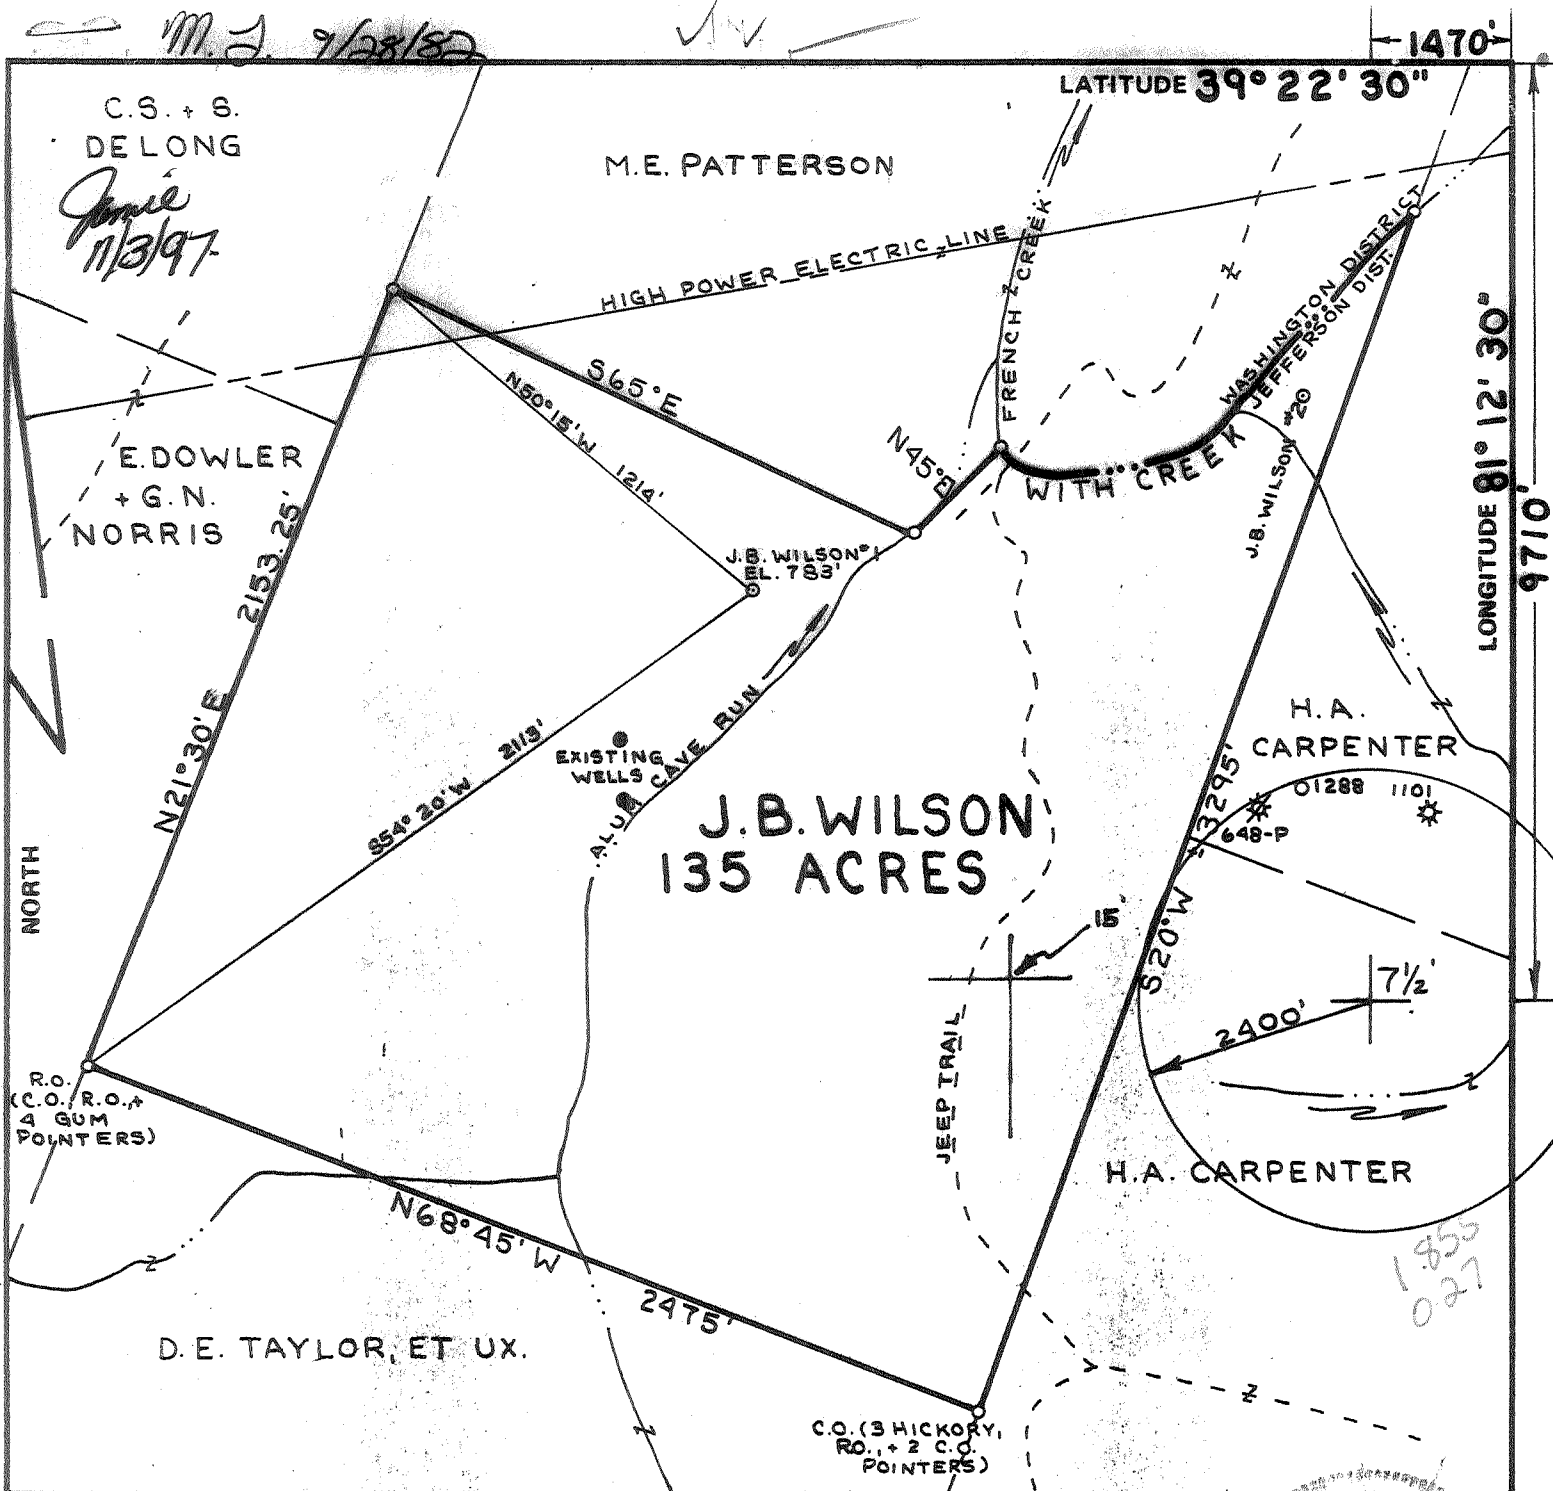 M. J. 9/28/82
1470'
LATITUDE 39° 22' 30"
C.S. + S.
DELONG
Jamie
11/3/97
M.E. PATTERSON
HIGH POWER ELECTRIC LINE
FRENCH CREEK
WASHINGTON DISTRICT
JEFFERSON DIST.
LONGITUDE 81° 12' 30"
9710'
S65°E
N50°15'W 1214'
N45°E
WITH CREEK
J.B. WILSON #20
E. DOWLER
+ G.N.
NORRIS
2153.25'
N21°30'E
J.B. WILSON #1
EL. 783'
S54°20'W 2113'
EXISTING
WELLS
ALUM CAVE RUN
H.A.
CARPENTER
01288 1101
648-P
J.B. WILSON
135 ACRES
3295'
S20°W
NORTH
15'
7½'
2400'
JEEP TRAIL
R.O.
(C.O., R.O., +
4 GUM
POINTERS)
H.A. CARPENTER
N68°45'W 2475'
1.855
0.27
D. E. TAYLOR, ET UX.
C.O. (3 HICKORY,
R.O., + 2 C.O.
POINTERS)